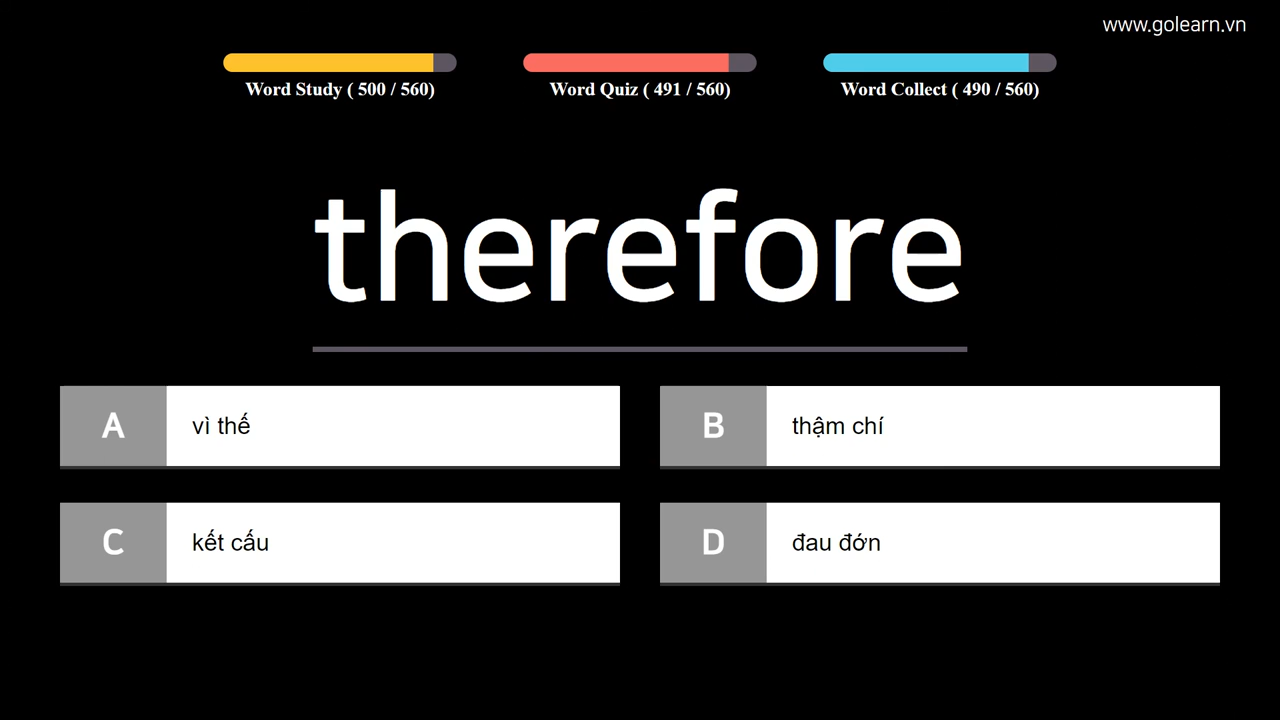 www.golearn.vn
Word Study ( 500 / 560)
Word Quiz ( 491 / 560)
Word Collect ( 490 / 560)
therefore
A vì thế
B thậm chí
C kết cấu
D đau đớn